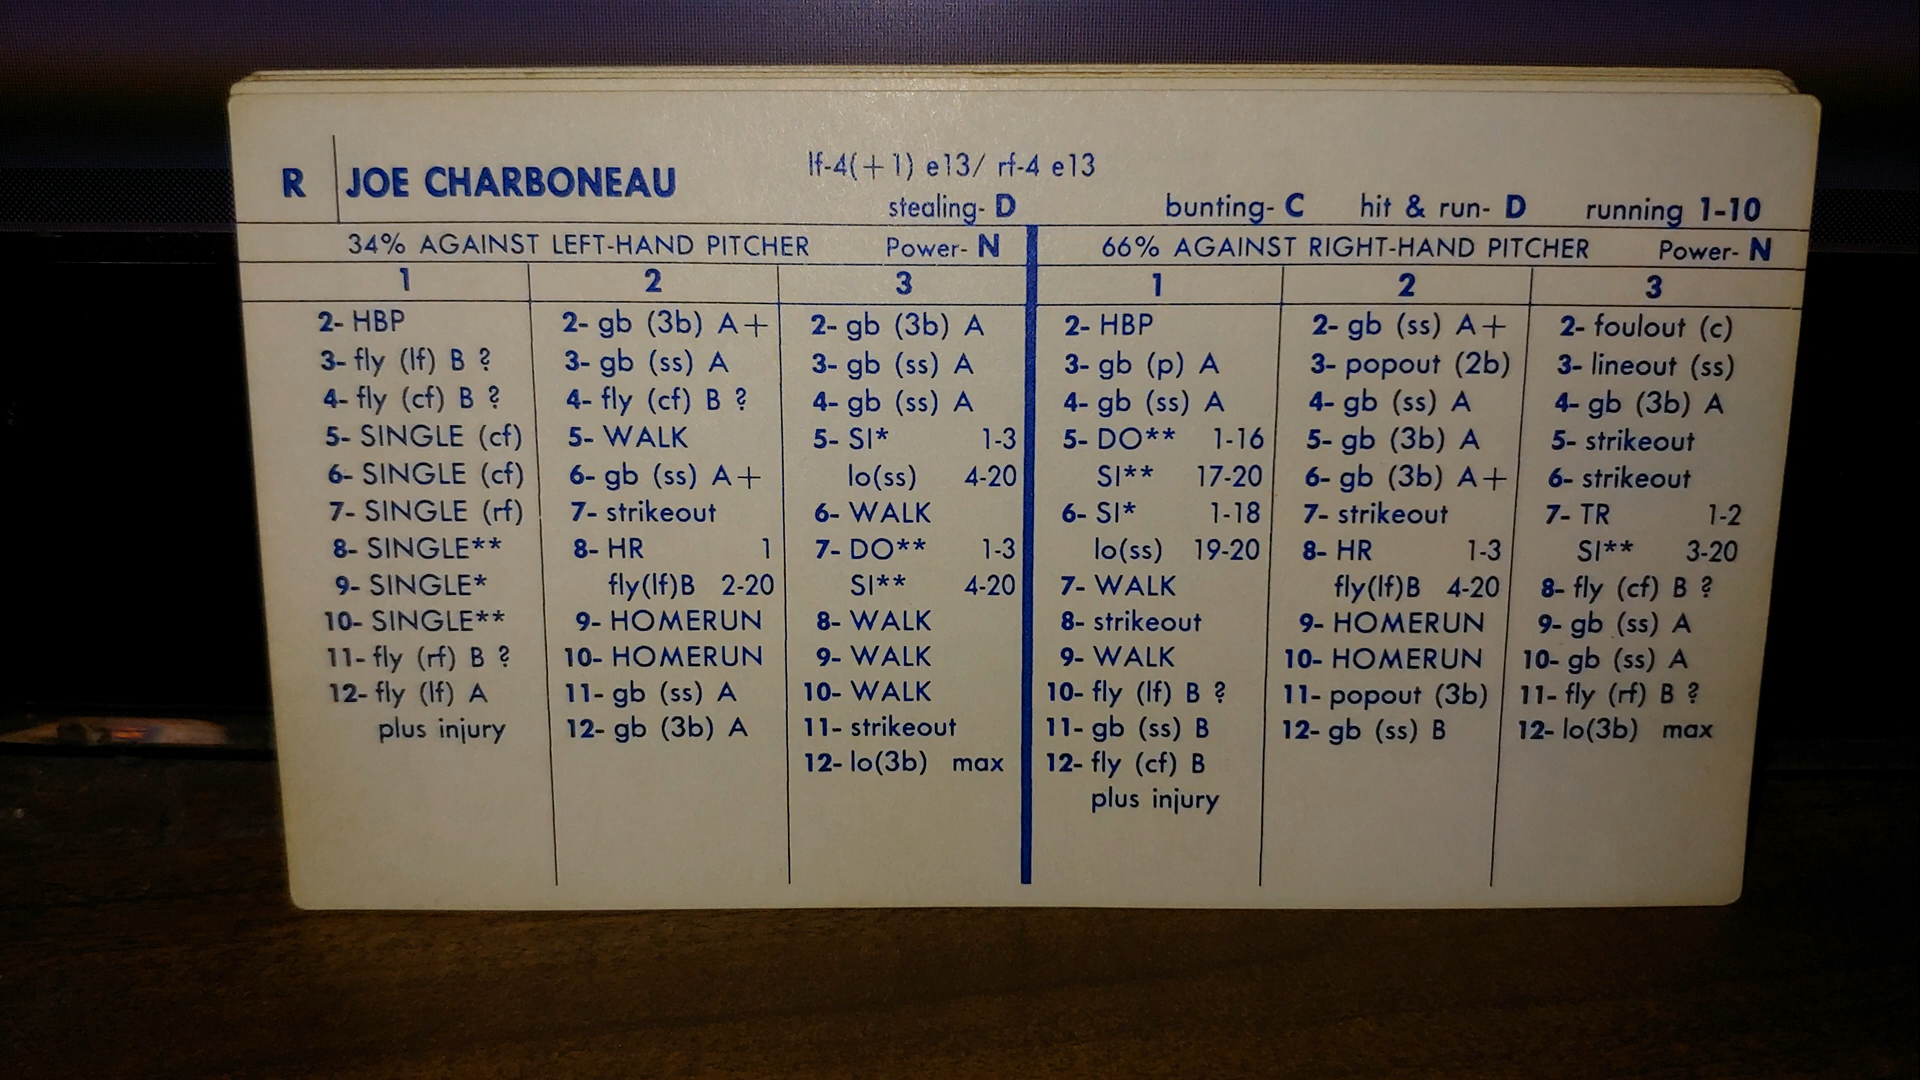 R JOE CHARBONEAU
lf-4(+1) e13/ rf-4 e13
stealing- D bunting- C hit & run- D running 1-10
34% AGAINST LEFT-HAND PITCHER Power- N
1 2 3
2- HBP
3- fly (lf) B ?
4- fly (cf) B ?
5- SINGLE (cf)
6- SINGLE (cf)
7- SINGLE (rf)
8- SINGLE**
9- SINGLE*
10- SINGLE**
11- fly (rf) B ?
12- fly (lf) A
plus injury
2- gb (3b) A+
3- gb (ss) A
4- fly (cf) B ?
5- WALK
6- gb (ss) A+
7- strikeout
8- HR 1
fly(lf)B 2-20
9- HOMERUN
10- HOMERUN
11- gb (ss) A
12- gb (3b) A
2- gb (3b) A
3- gb (ss) A
4- gb (ss) A
5- SI* 1-3
lo(ss) 4-20
6- WALK
7- DO** 1-3
SI** 4-20
8- WALK
9- WALK
10- WALK
11- strikeout
12- lo(3b) max
66% AGAINST RIGHT-HAND PITCHER Power- N
1 2 3
2- HBP
3- gb (p) A
4- gb (ss) A
5- DO** 1-16
SI** 17-20
6- SI* 1-18
lo(ss) 19-20
7- WALK
8- strikeout
9- WALK
10- fly (lf) B ?
11- gb (ss) B
12- fly (cf) B
plus injury
2- gb (ss) A+
3- popout (2b)
4- gb (ss) A
5- gb (3b) A
6- gb (3b) A+
7- strikeout
8- HR 1-3
fly(lf)B 4-20
9- HOMERUN
10- HOMERUN
11- popout (3b)
12- gb (ss) B
2- foulout (c)
3- lineout (ss)
4- gb (3b) A
5- strikeout
6- strikeout
7- TR 1-2
SI** 3-20
8- fly (cf) B ?
9- gb (ss) A
10- gb (ss) A
11- fly (rf) B ?
12- lo(3b) max